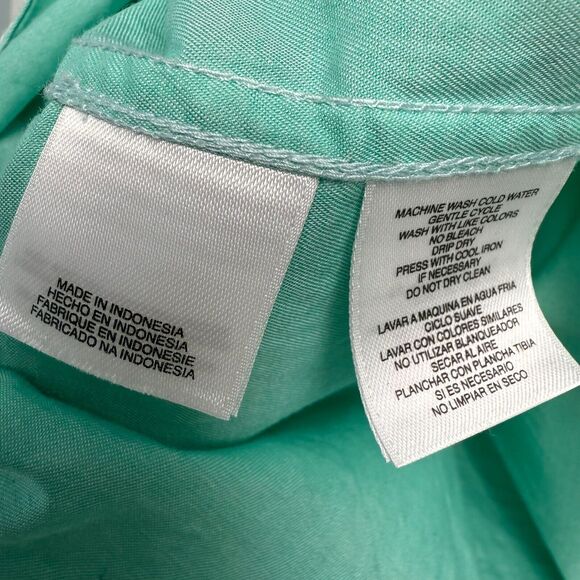 MADE IN INDONESIA
HECHO EN INDONESIA
FABRIQUE EN INDONESIE
FABRICADO NA INDONESIA
MACHINE WASH COLD WATER
GENTLE CYCLE
WASH WITH LIKE COLORS
NO BLEACH
DRIP DRY
PRESS WITH COOL IRON
IF NECESSARY
DO NOT DRY CLEAN
LAVAR A MAQUINA EN AGUA FRIA
CICLO SUAVE
LAVAR CON COLORES SIMILARES
NO UTILIZAR BLANQUEADOR
SECAR AL AIRE
PLANCHAR CON PLANCHA TIBIA
SI ES NECESARIO
NO LIMPIAR EN SECO